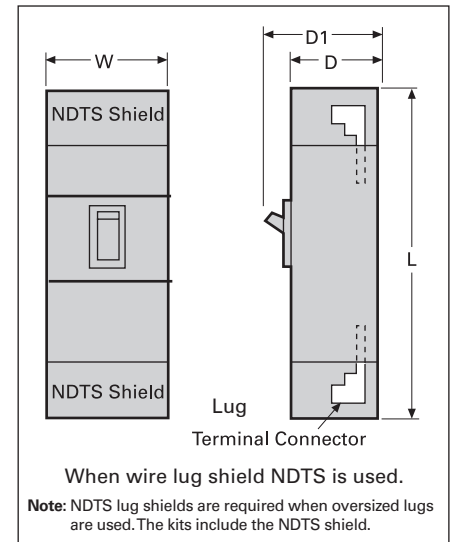 D1
W
D
NDTS Shield
L
NDTS Shield
Lug
Terminal Connector
When wire lug shield NDTS is used.
Note: NDTS lug shields are required when oversized lugs
are used. The kits include the NDTS shield.